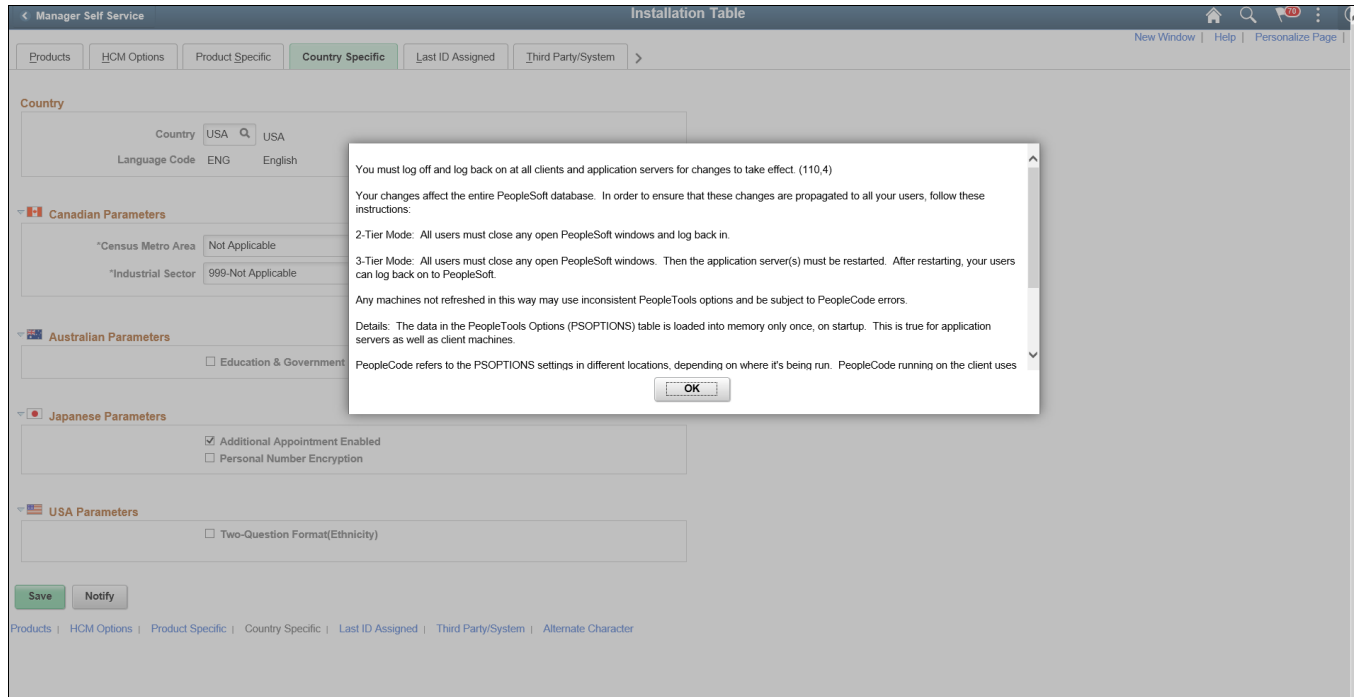 Manager Self Service
Installation Table
70
New Window | Help | Personalize Page |
Products
HCM Options
Product Specific
Country Specific
Last ID Assigned
Third Party/System
Country
Country USA USA
Language Code ENG English
Canadian Parameters
*Census Metro Area Not Applicable
*Industrial Sector 999-Not Applicable
Australian Parameters
Education & Government
Japanese Parameters
Additional Appointment Enabled
Personal Number Encryption
USA Parameters
Two-Question Format(Ethnicity)
Save
Notify
Products | HCM Options | Product Specific | Country Specific | Last ID Assigned | Third Party/System | Alternate Character
You must log off and log back on at all clients and application servers for changes to take effect. (110,4)
Your changes affect the entire PeopleSoft database. In order to ensure that these changes are propagated to all your users, follow these
instructions:
2-Tier Mode: All users must close any open PeopleSoft windows and log back in.
3-Tier Mode: All users must close any open PeopleSoft windows. Then the application server(s) must be restarted. After restarting, your users
can log back on to PeopleSoft.
Any machines not refreshed in this way may use inconsistent PeopleTools options and be subject to PeopleCode errors.
Details: The data in the PeopleTools Options (PSOPTIONS) table is loaded into memory only once, on startup. This is true for application
servers as well as client machines.
PeopleCode refers to the PSOPTIONS settings in different locations, depending on where it's being run. PeopleCode running on the client uses
OK